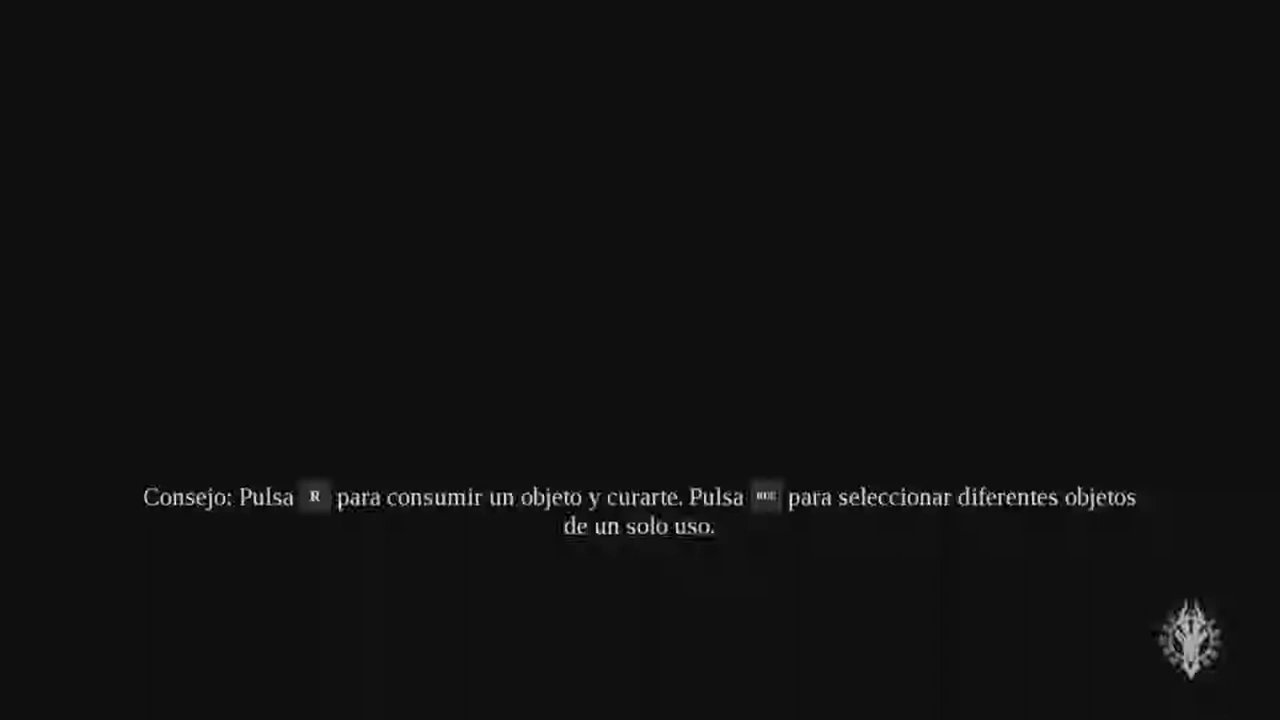 Consejo: Pulsa R para consumir un objeto y curarte. Pulsa para seleccionar diferentes objetos
de un solo uso.